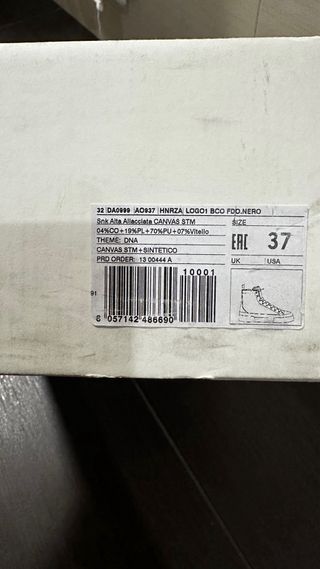 32 DA0999 AO937 HNRZA LOGO1 BCO FDO.NERO
Snk Alta Allacciata CANVAS STM
04%CO+19%PL+70%PU+07%Vitello
THEME: DNA
CANVAS STM+SINTETICO
PRD ORDER: 13 00444 A
SIZE
EAC 37
UK USA
10001
91
8 057142 486690